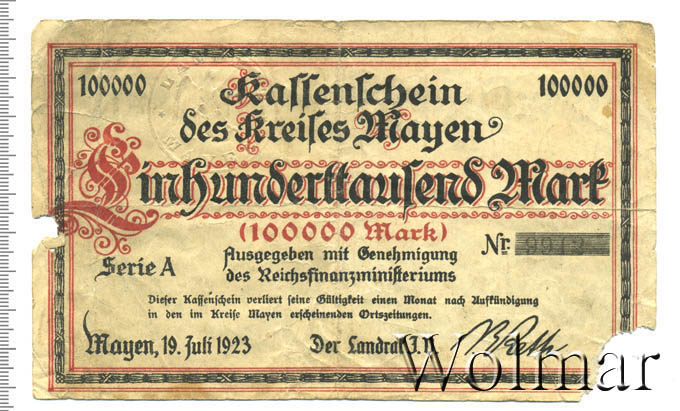 100000
100000
Kassenschein
des Kreises Mayen
Einhunderttausend Mark
(100000 Mark)
Ausgegeben mit Genehmigung
des Reichsfinanzministeriums
Serie A
Nr.
Dieser Kassenschein verliert seine Gültigkeit einen Monat nach Aufkündigung
in den im Kreise Mayen erscheinenden Ortszeitungen.
Mayen, 19. Juli 1923
Der Landrat
Wolmar